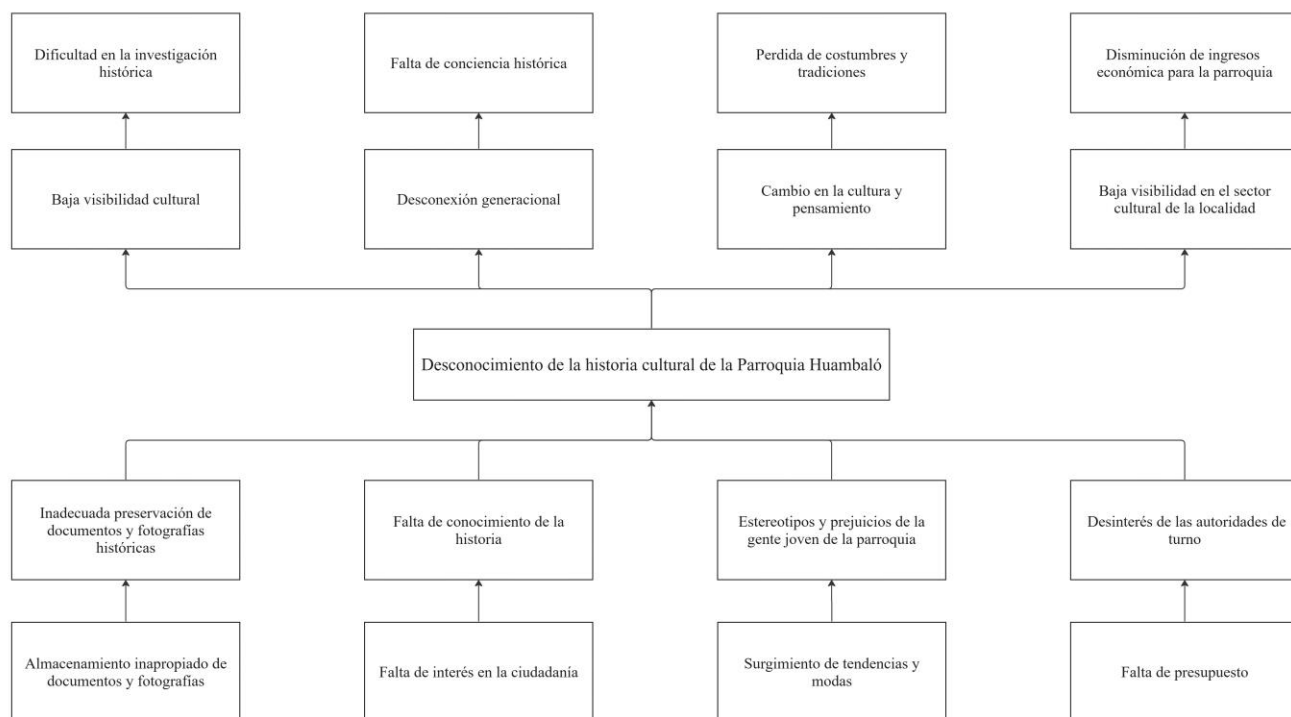 Dificultad en la investigación
histórica
Falta de conciencia histórica
Perdida de costumbres y
tradiciones
Disminución de ingresos
económica para la parroquia
Baja visibilidad cultural
Desconexión generacional
Cambio en la cultura y
pensamiento
Baja visibilidad en el sector
cultural de la localidad
Desconocimiento de la historia cultural de la Parroquia Huambaló
Inadecuada preservación de
documentos y fotografías
históricas
Falta de conocimiento de la
historia
Estereotipos y prejuicios de la
gente joven de la parroquia
Desinterés de las autoridades de
turno
Almacenamiento inapropiado de
documentos y fotografías
Falta de interés en la ciudadanía
Surgimiento de tendencias y
modas
Falta de presupuesto